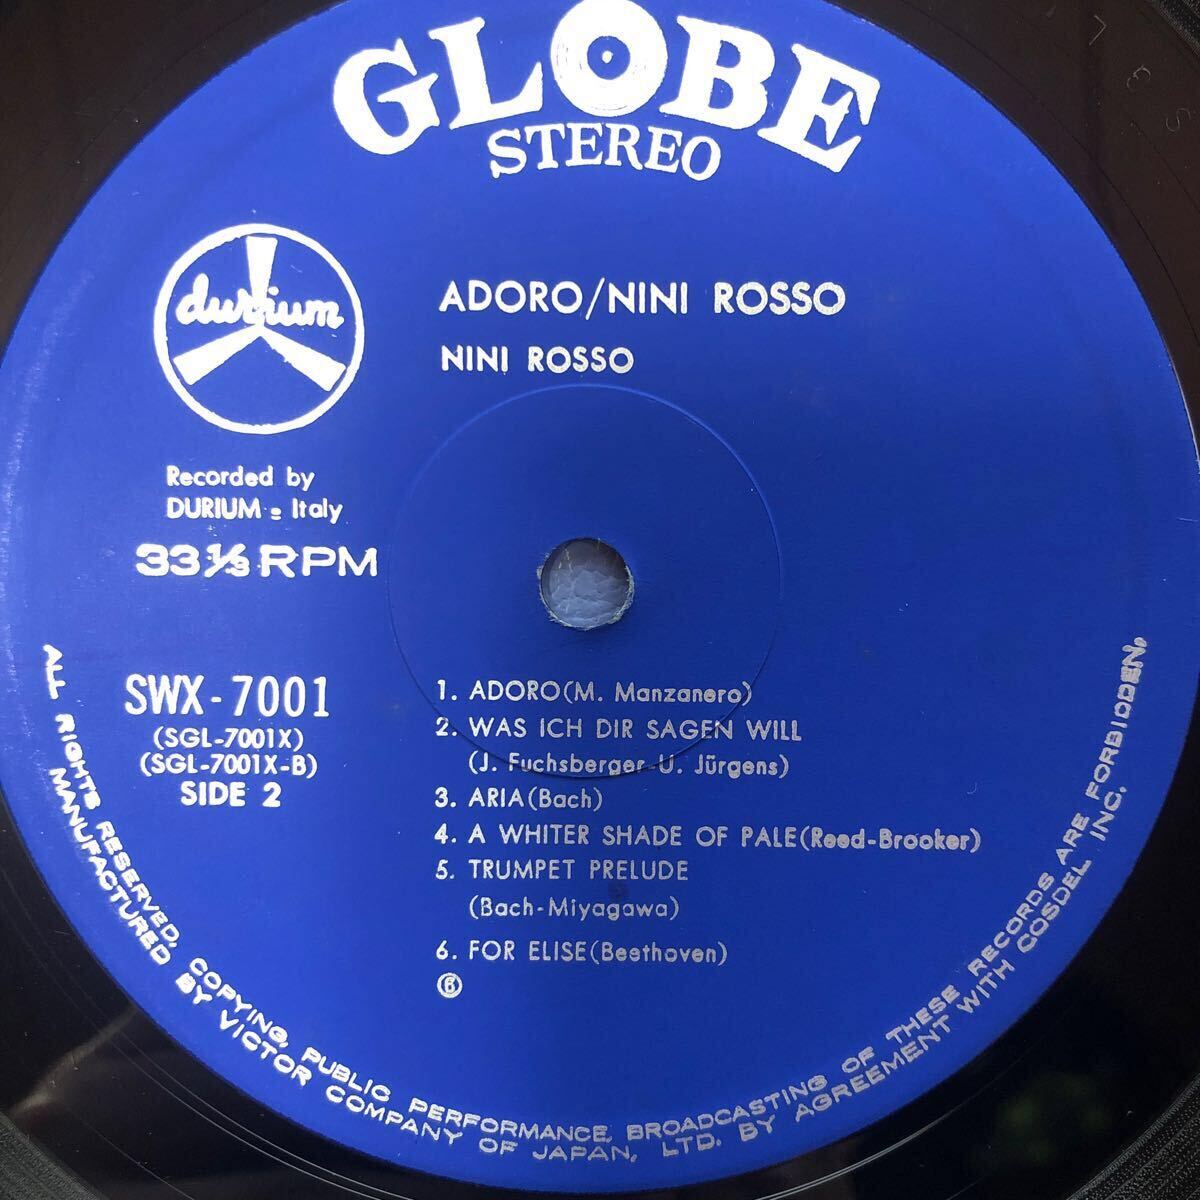 GLOBE
STEREO
durium
ADORO/NINI ROSSO
NINI ROSSO
Recorded by
DURIUM = Italy
33⅓ RPM
SWX-7001
(SGL-7001X)
(SGL-7001X-B)
SIDE 2
1. ADORO(M. Manzanero)
2. WAS ICH DIR SAGEN WILL
(J. Fuchsberger-U. Jürgens)
3. ARIA(Bach)
4. A WHITER SHADE OF PALE(Reed-Brooker)
5. TRUMPET PRELUDE
(Bach-Miyagawa)
6. FOR ELISE(Beethoven)
ALL RIGHTS RESERVED, COPYING, PUBLIC PERFORMANCE, BROADCASTING OF THESE RECORDS ARE FORBIDDEN.
MANUFACTURED BY VICTOR COMPANY OF JAPAN, LTD. BY AGREEMENT WITH COSDEL INC.